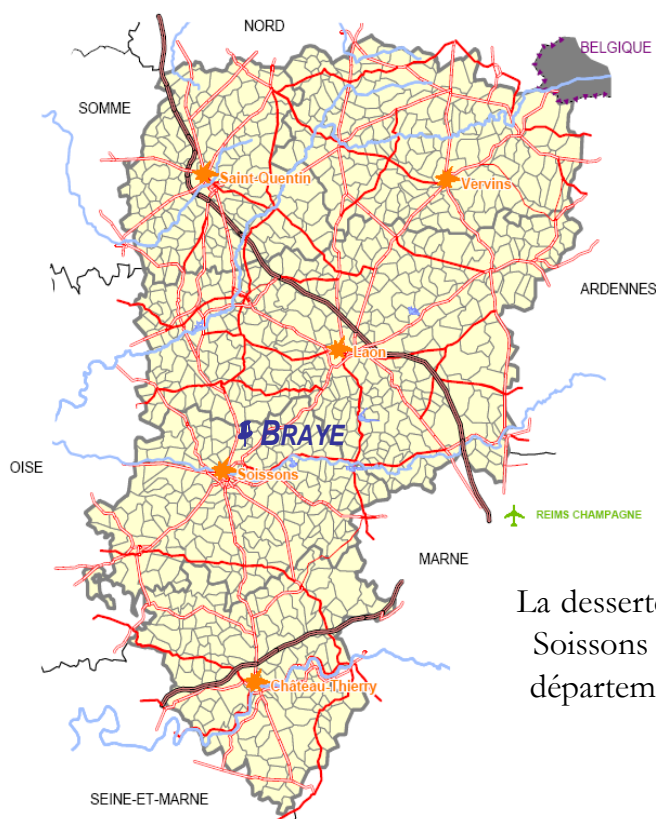 NORD
BELGIQUE
SOMME
Saint-Quentin
Vervins
ARDENNES
Laon
BRAYE
OISE
Soissons
REIMS CHAMPAGNE
MARNE
La desserte
Soissons
départem
Château-Thierry
SEINE-ET-MARNE